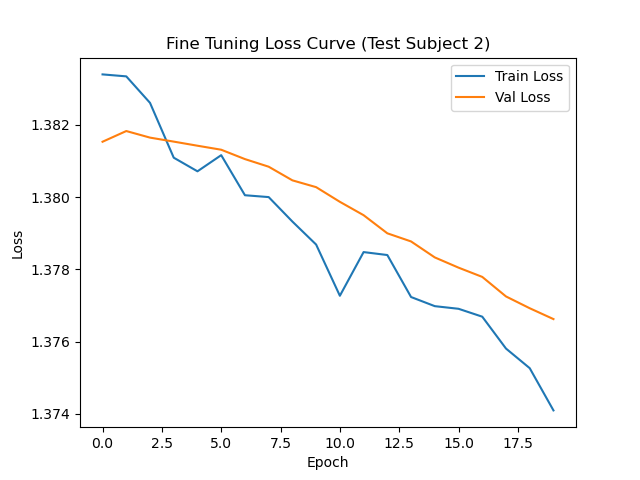 Fine Tuning Loss Curve (Test Subject 2)
Train Loss
Val Loss
1.382
1.380
1.378
1.376
1.374
Loss
0.0 2.5 5.0 7.5 10.0 12.5 15.0 17.5
Epoch